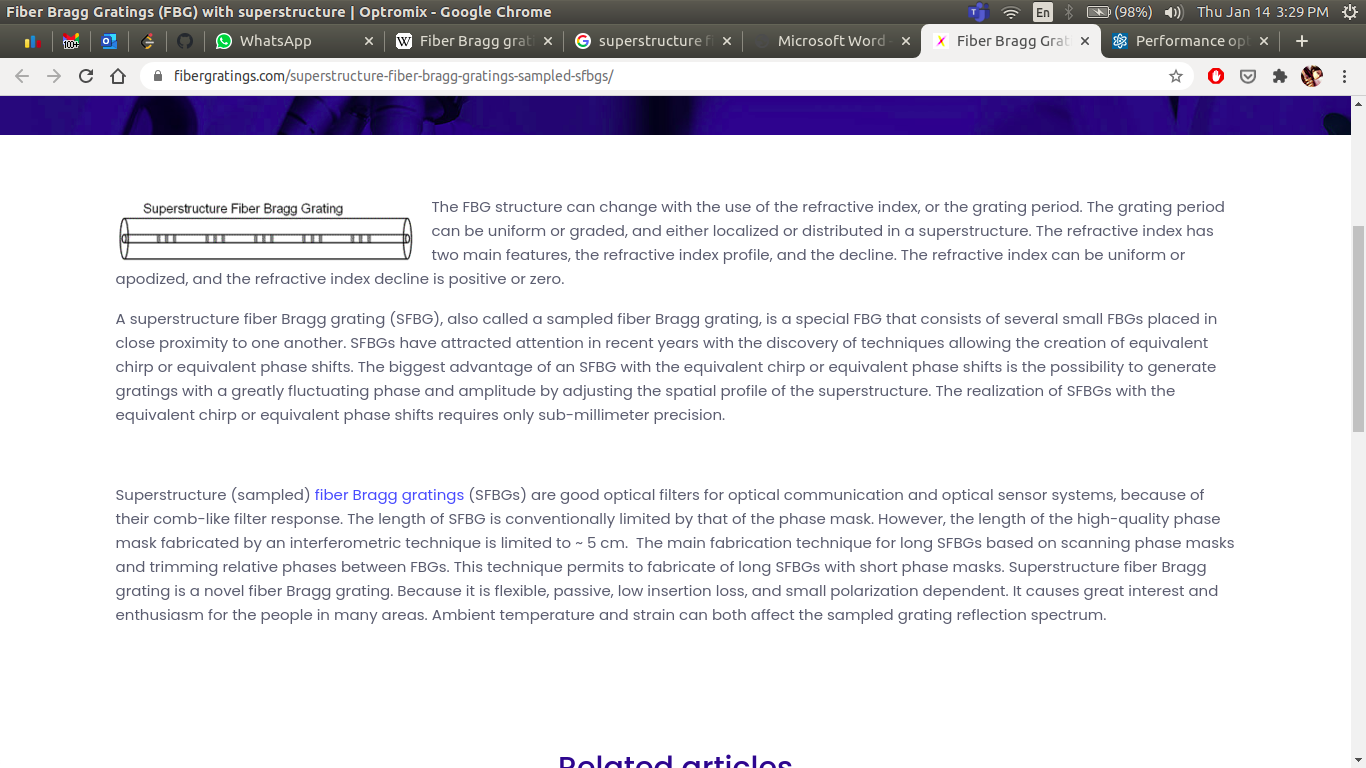 Fiber Bragg Gratings (FBG) with superstructure | Optromix - Google Chrome
En
(98%)
Thu Jan 14 3:29 PM
100+
WhatsApp
Fiber Bragg grat
superstructure f
Microsoft Word -
Fiber Bragg Grat
Performance opt
fibergratings.com/superstructure-fiber-bragg-gratings-sampled-sfbgs/
Superstructure Fiber Bragg Grating
The FBG structure can change with the use of the refractive index, or the grating period. The grating period
can be uniform or graded, and either localized or distributed in a superstructure. The refractive index has
two main features, the refractive index profile, and the decline. The refractive index can be uniform or
apodized, and the refractive index decline is positive or zero.
A superstructure fiber Bragg grating (SFBG), also called a sampled fiber Bragg grating, is a special FBG that consists of several small FBGs placed in
close proximity to one another. SFBGs have attracted attention in recent years with the discovery of techniques allowing the creation of equivalent
chirp or equivalent phase shifts. The biggest advantage of an SFBG with the equivalent chirp or equivalent phase shifts is the possibility to generate
gratings with a greatly fluctuating phase and amplitude by adjusting the spatial profile of the superstructure. The realization of SFBGs with the
equivalent chirp or equivalent phase shifts requires only sub-millimeter precision.
Superstructure (sampled) fiber Bragg gratings (SFBGs) are good optical filters for optical communication and optical sensor systems, because of
their comb-like filter response. The length of SFBG is conventionally limited by that of the phase mask. However, the length of the high-quality phase
mask fabricated by an interferometric technique is limited to ~ 5 cm.  The main fabrication technique for long SFBGs based on scanning phase masks
and trimming relative phases between FBGs. This technique permits to fabricate of long SFBGs with short phase masks. Superstructure fiber Bragg
grating is a novel fiber Bragg grating. Because it is flexible, passive, low insertion loss, and small polarization dependent. It causes great interest and
enthusiasm for the people in many areas. Ambient temperature and strain can both affect the sampled grating reflection spectrum.
Related articles